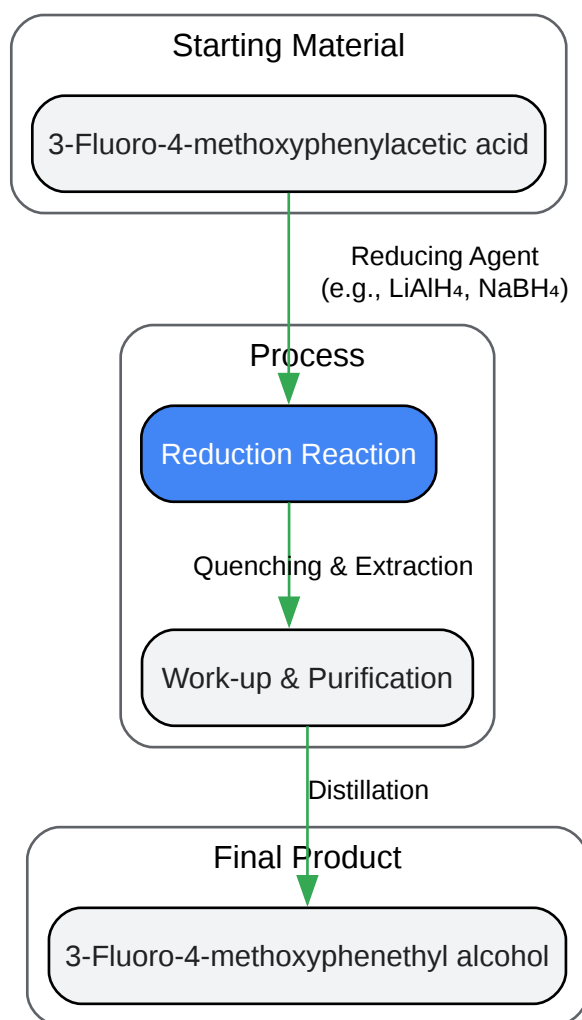 Starting Material
3-Fluoro-4-methoxyphenylacetic acid
Reducing Agent
(e.g., LiAlH₄, NaBH₄)
Process
Reduction Reaction
Quenching & Extraction
Work-up & Purification
Distillation
Final Product
3-Fluoro-4-methoxyphenethyl alcohol